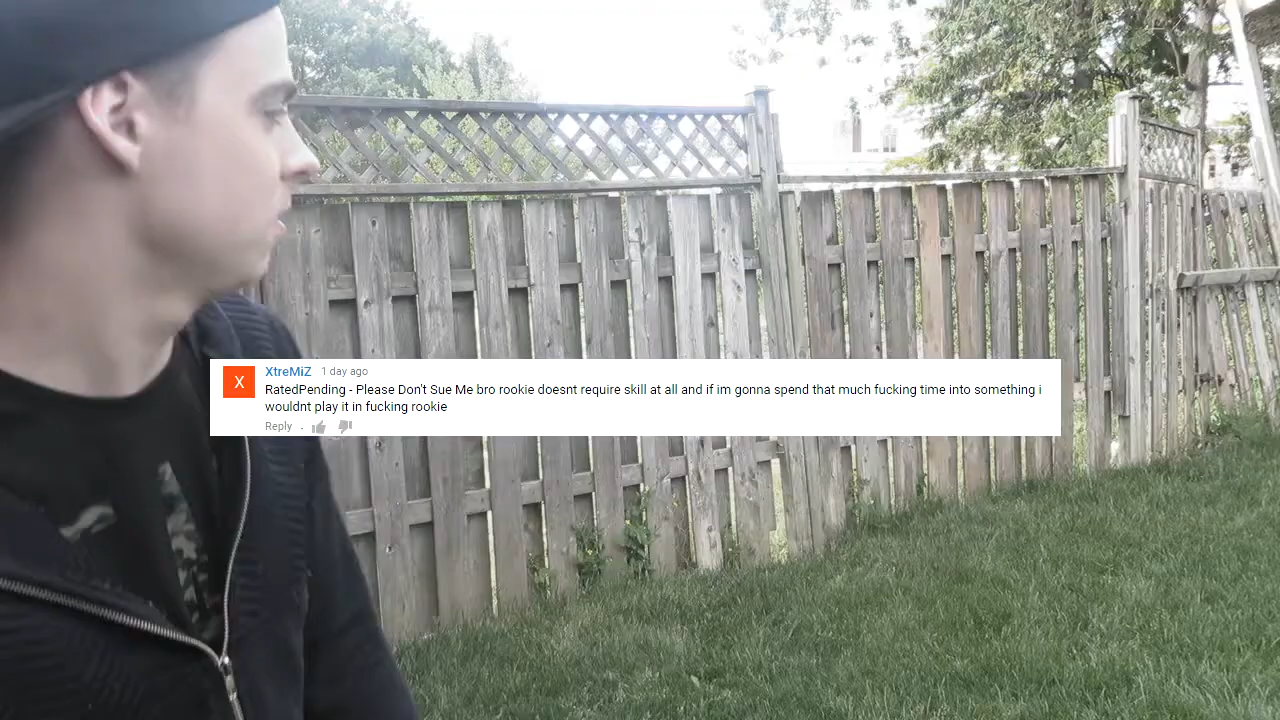 X
XtreMiZ 1 day ago
RatedPending - Please Don't Sue Me bro rookie doesnt require skill at all and if im gonna spend that much fucking time into something i
wouldnt play it in fucking rookie
Reply